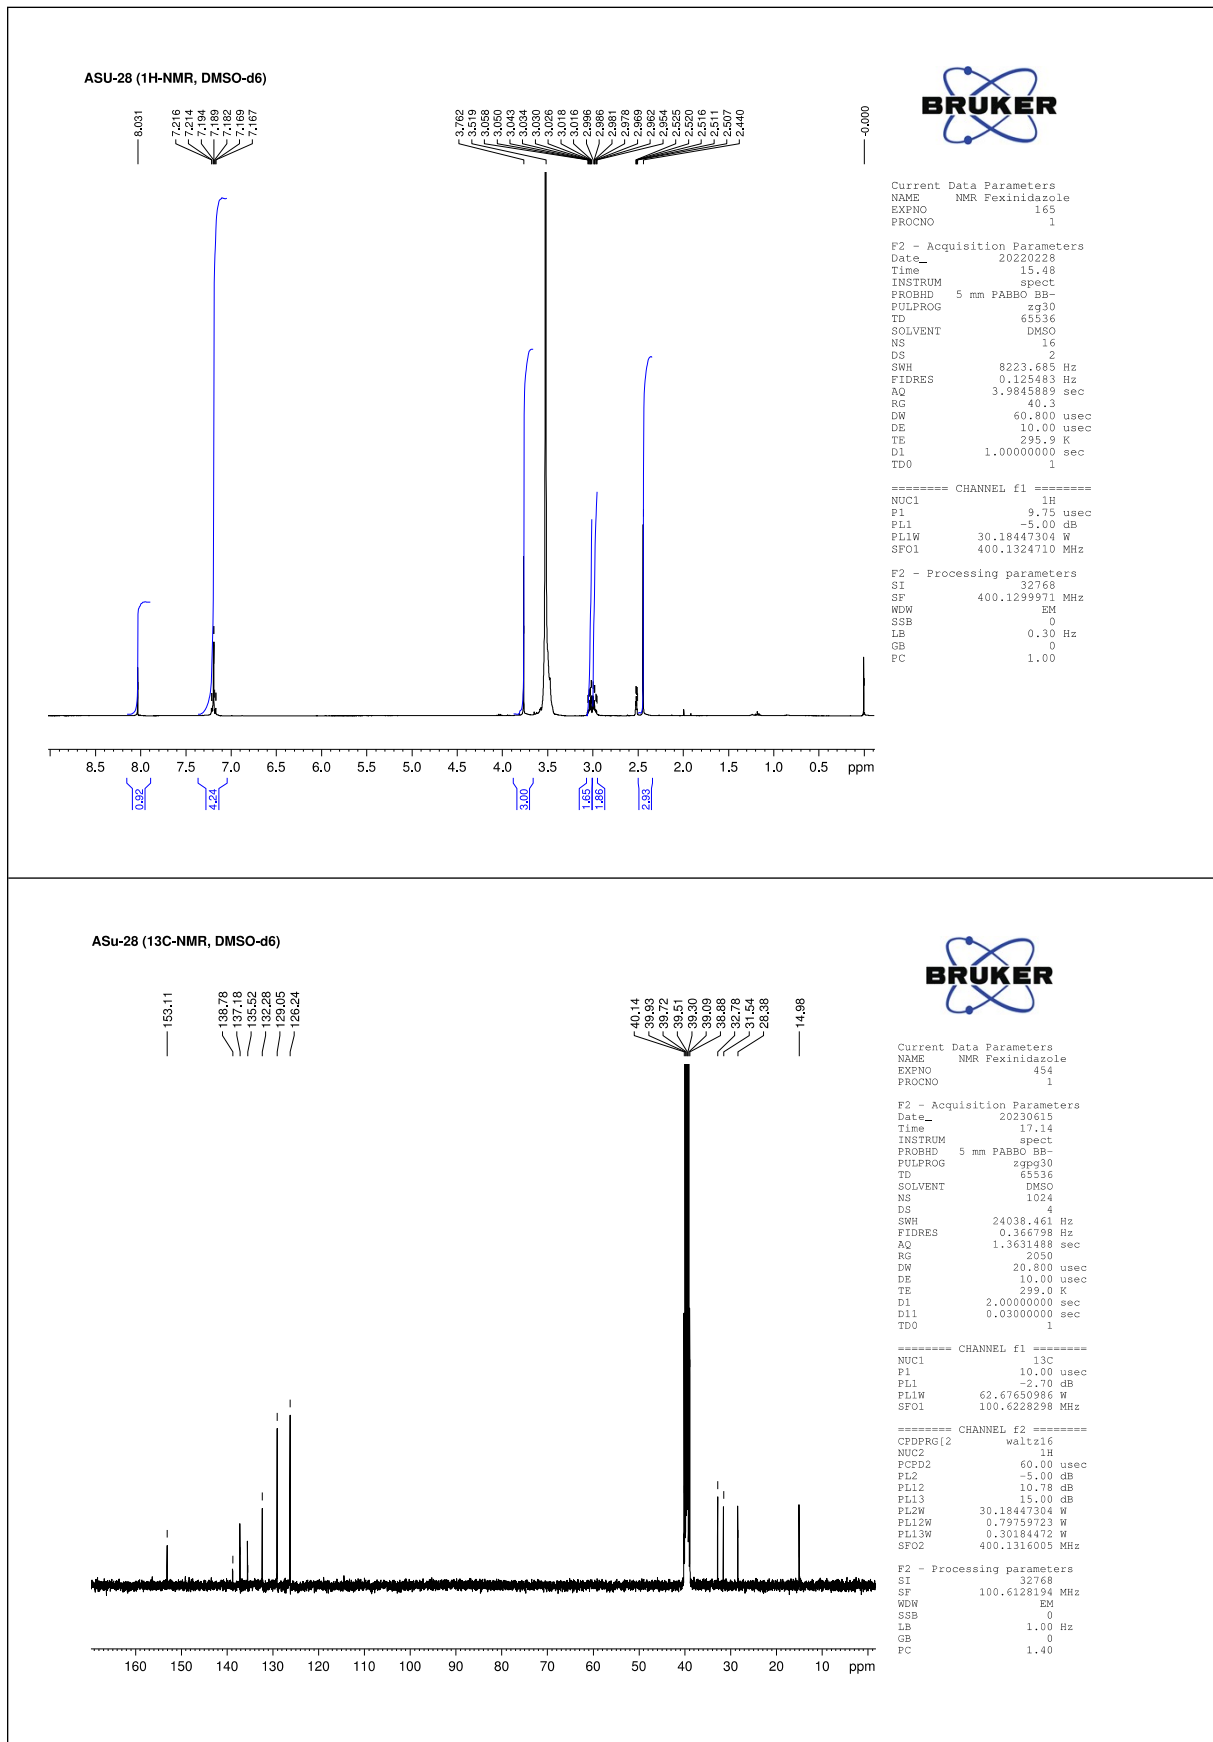 ASU-28 (1H-NMR, DMSO-d6)
8.031
7.216
7.214
7.194
7.189
7.182
7.169
7.167
3.762
3.519
3.058
3.050
3.043
3.034
3.030
3.026
3.018
3.016
2.996
2.986
2.981
2.978
2.969
2.962
2.954
2.525
2.520
2.516
2.511
2.507
2.440
-0.000
BRUKER
Current Data Parameters
NAME NMR Fexinidazole
EXPNO 165
PROCNO 1
F2 - Acquisition Parameters
Date_ 20220228
Time 15.48
INSTRUM spect
PROBHD 5 mm PABBO BB-
PULPROG zg30
TD 65536
SOLVENT DMSO
NS 16
DS 2
SWH 8223.685 Hz
FIDRES 0.125483 Hz
AQ 3.9845889 sec
RG 40.3
DW 60.800 usec
DE 10.00 usec
TE 295.9 K
D1 1.00000000 sec
TD0 1
======== CHANNEL f1 ========
NUC1 1H
P1 9.75 usec
PL1 -5.00 dB
PL1W 30.18447304 W
SFO1 400.1324710 MHz
F2 - Processing parameters
SI 32768
SF 400.1299971 MHz
WDW EM
SSB 0
LB 0.30 Hz
GB 0
PC 1.00
8.5 8.0 7.5 7.0 6.5 6.0 5.5 5.0 4.5 4.0 3.5 3.0 2.5 2.0 1.5 1.0 0.5 ppm
0.92
4.24
3.00
1.65
1.86
2.93
ASu-28 (13C-NMR, DMSO-d6)
153.11
138.78
137.18
135.52
132.28
129.05
126.24
40.14
39.93
39.72
39.51
39.30
39.09
38.88
32.78
31.54
28.38
14.98
BRUKER
Current Data Parameters
NAME NMR Fexinidazole
EXPNO 454
PROCNO 1
F2 - Acquisition Parameters
Date_ 20230615
Time 17.14
INSTRUM spect
PROBHD 5 mm PABBO BB-
PULPROG zgpg30
TD 65536
SOLVENT DMSO
NS 1024
DS 4
SWH 24038.461 Hz
FIDRES 0.366798 Hz
AQ 1.3631488 sec
RG 2050
DW 20.800 usec
DE 10.00 usec
TE 299.0 K
D1 2.00000000 sec
D11 0.03000000 sec
TD0 1
======== CHANNEL f1 ========
NUC1 13C
P1 10.00 usec
PL1 -2.70 dB
PL1W 62.67650986 W
SFO1 100.6228298 MHz
======== CHANNEL f2 ========
CPDPRG[2 waltz16
NUC2 1H
PCPD2 60.00 usec
PL2 -5.00 dB
PL12 10.78 dB
PL13 15.00 dB
PL2W 30.18447304 W
PL12W 0.79759723 W
PL13W 0.30184472 W
SFO2 400.1316005 MHz
F2 - Processing parameters
SI 32768
SF 100.6128194 MHz
WDW EM
SSB 0
LB 1.00 Hz
GB 0
PC 1.40
160 150 140 130 120 110 100 90 80 70 60 50 40 30 20 10 ppm